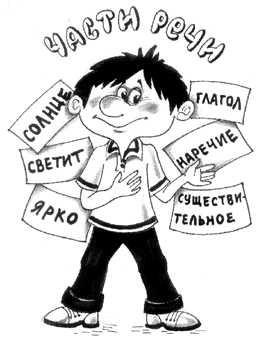 ЧАСТИ РЕЧИ
СОЛНЦЕ
СВЕТИТ
ЯРКО
ГЛАГОЛ
НАРЕЧИЕ
СУЩЕСТВИ-
ТЕЛЬНОЕ